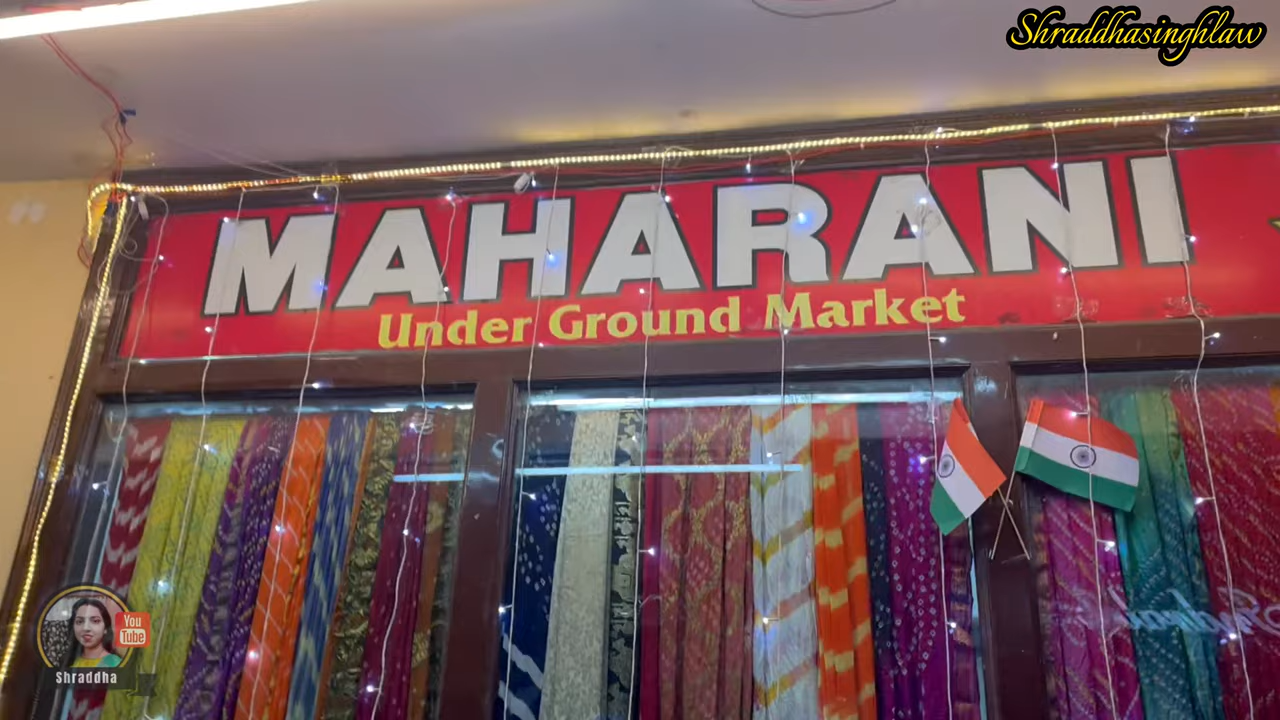 Shraddhasinghlaw
MAHARANI
Under Ground Market
You
Tube
Shraddha